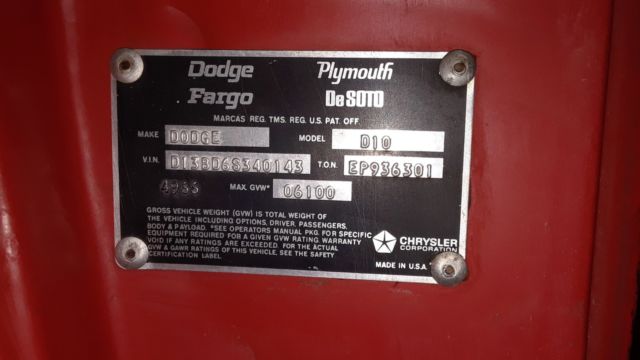 Dodge Plymouth
Fargo De SOTO
MARCAS REG. TMS. REG. U.S. PAT. OFF.
MAKE DODGE MODEL D10
V.I.N. D13BD6S340143 T.O.N. EP936301
4933 MAX. GVW* 06100
GROSS VEHICLE WEIGHT (GVW) IS TOTAL WEIGHT OF
THE VEHICLE INCLUDING OPTIONS, DRIVER, PASSENGERS,
BODY & PAYLOAD. *SEE OPERATORS MANUAL PKG. FOR SPECIFIC
EQUIPMENT REQUIRED FOR A GIVEN GVW RATING. WARRANTY
VOID IF ANY RATINGS ARE EXCEEDED. FOR THE ACTUAL
GVW & GAWR RATINGS OF THIS VEHICLE, SEE THE SAFETY
CERTIFICATION LABEL.
CHRYSLER
CORPORATION
MADE IN U.S.A.